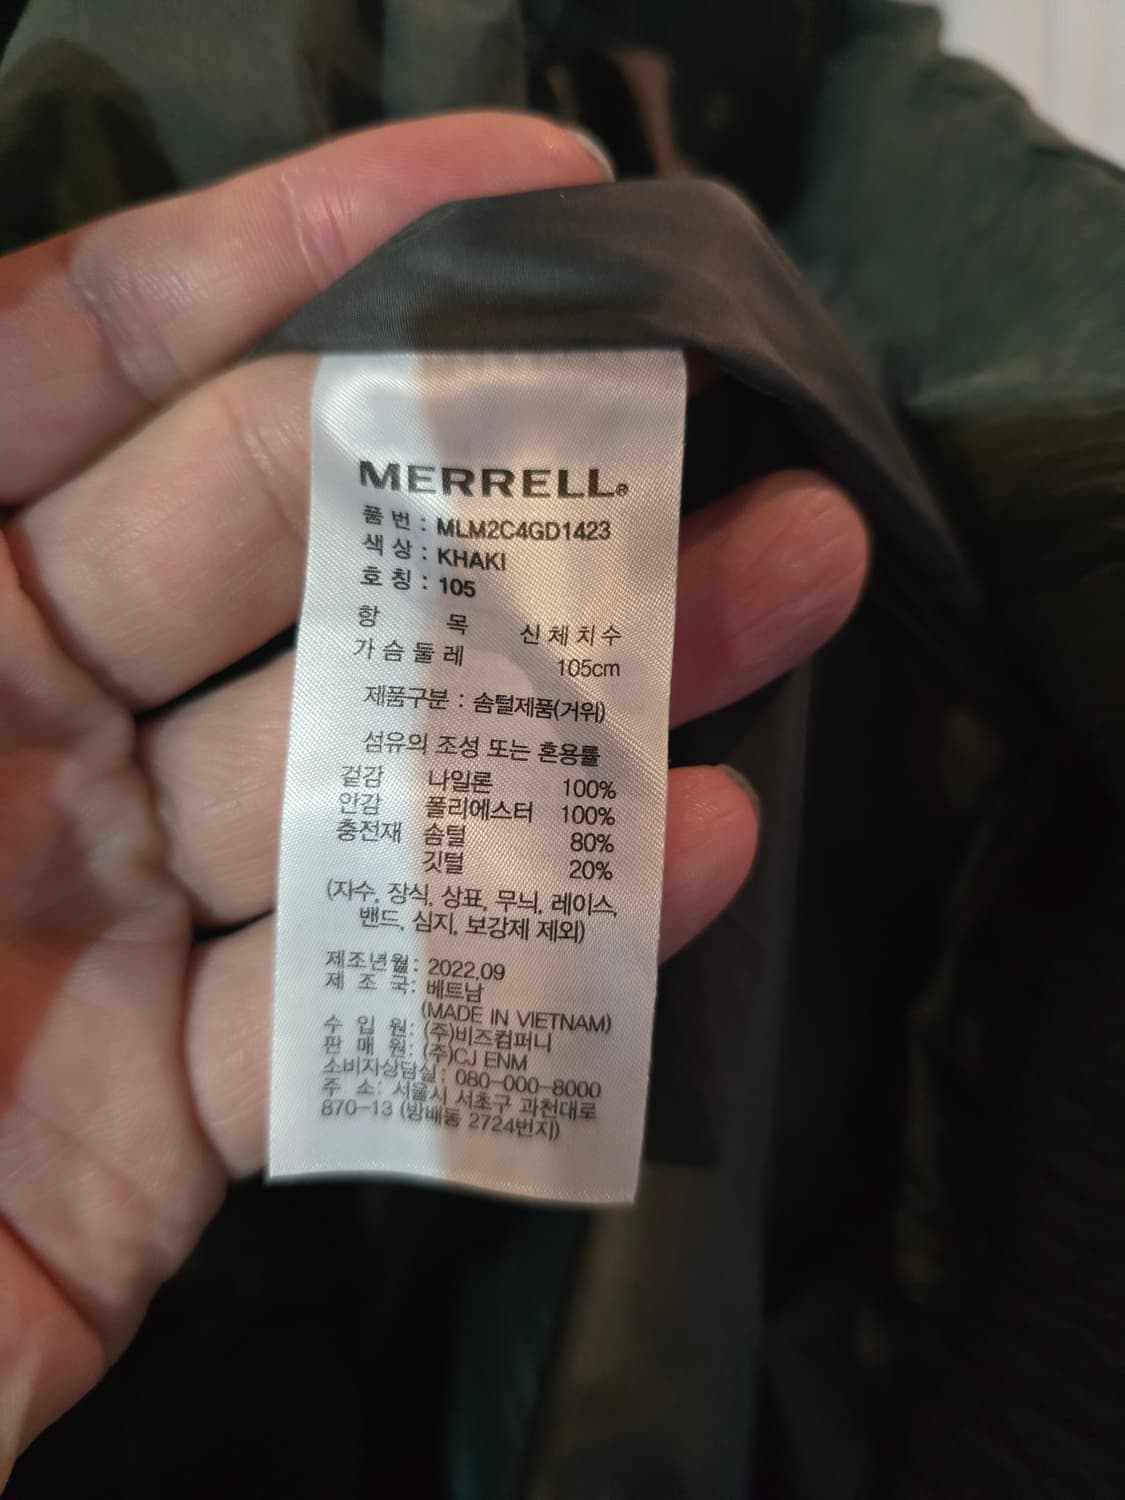 MERRELL®
품 번 : MLM2C4GD1423
색 상 : KHAKI
호 칭 : 105
항 목 신체치수
가슴둘레 105cm
제품구분 : 솜털제품(거위)
섬유의 조성 또는 혼용률
겉감 나일론 100%
안감 폴리에스터 100%
충전재 솜털 80%
깃털 20%
(자수, 장식, 상표, 무늬, 레이스,
밴드, 심지, 보강제 제외)
제조년월: 2022.09
제 조 국: 베트남
(MADE IN VIETNAM)
수 입 원: (주)비즈컴퍼니
판 매 원: (주)CJ ENM
소비자상담실: 080-000-8000
주 소: 서울시 서초구 과천대로
870-13 (방배동 2724번지)